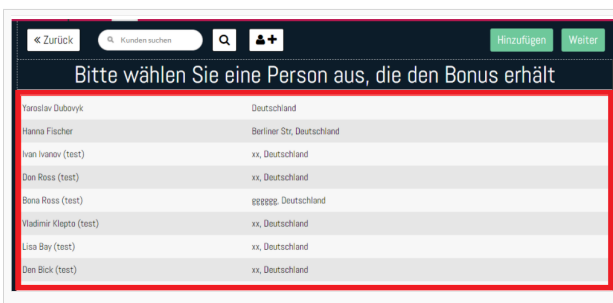 « Zurück Kunden suchen Hinzufügen Weiter
Bitte wählen Sie eine Person aus, die den Bonus erhält
Yaroslav Dubovyk Deutschland
Hanna Fischer Berliner Str, Deutschland
Ivan Ivanov (test) xx, Deutschland
Don Ross (test) xx, Deutschland
Bona Ross (test) gggggg, Deutschland
Vladimir Klepto (test) xx, Deutschland
Lisa Bay (test) xx, Deutschland
Den Bick (test) xx, Deutschland